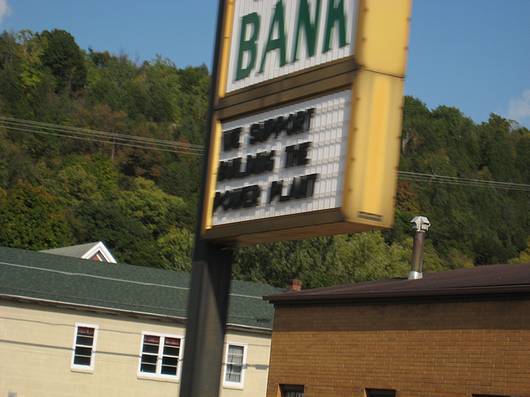 BANK
WE SUPPORT
BUILDING THE
POWER PLANT